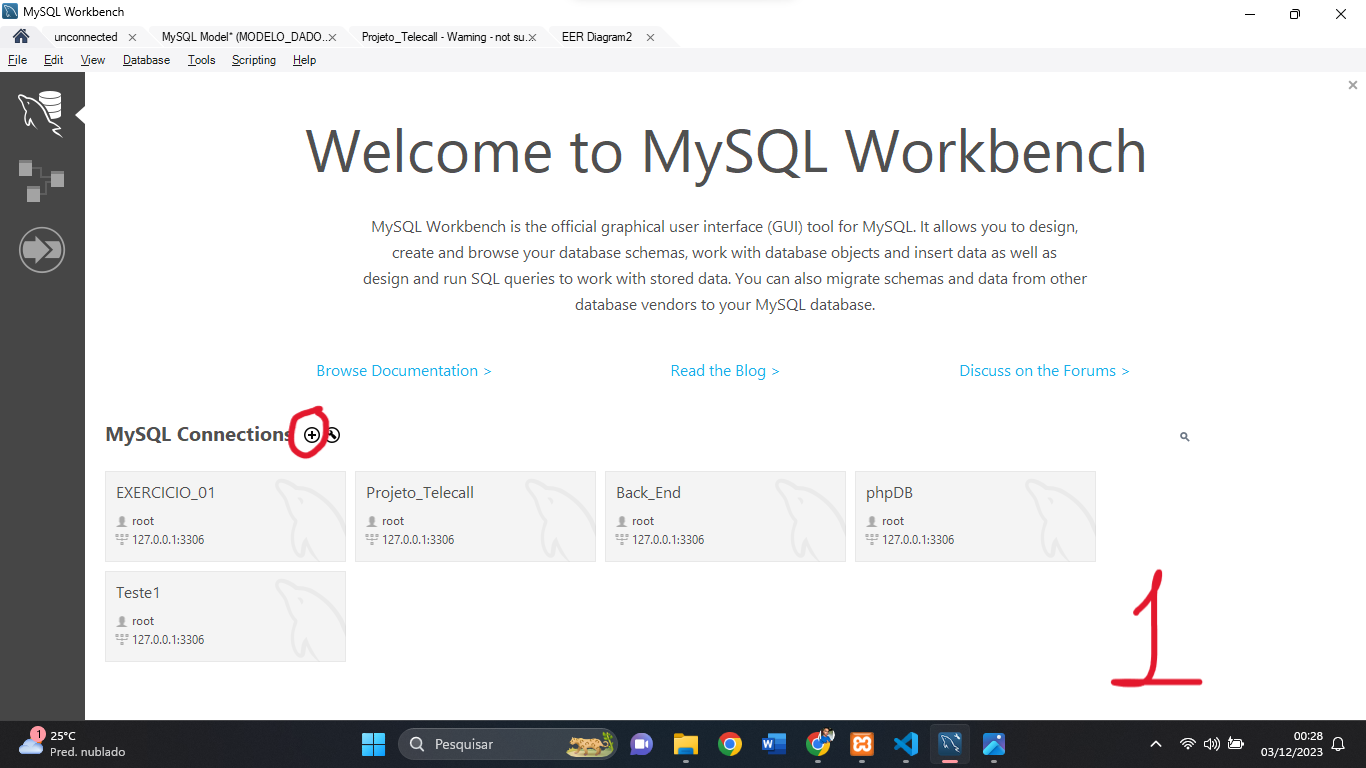 MySQL Workbench
unconnected
MySQL Model* (MODELO_DADO...
Projeto_Telecall - Warning - not su...
EER Diagram2
File Edit View Database Tools Scripting Help
Welcome to MySQL Workbench
MySQL Workbench is the official graphical user interface (GUI) tool for MySQL. It allows you to design,
create and browse your database schemas, work with database objects and insert data as well as
design and run SQL queries to work with stored data. You can also migrate schemas and data from other
database vendors to your MySQL database.
Browse Documentation >
Read the Blog >
Discuss on the Forums >
MySQL Connections
EXERCICIO_01
root
127.0.0.1:3306
Projeto_Telecall
root
127.0.0.1:3306
Back_End
root
127.0.0.1:3306
phpDB
root
127.0.0.1:3306
Teste1
root
127.0.0.1:3306
1
1
25°C
Pred. nublado
Pesquisar
00:28
03/12/2023